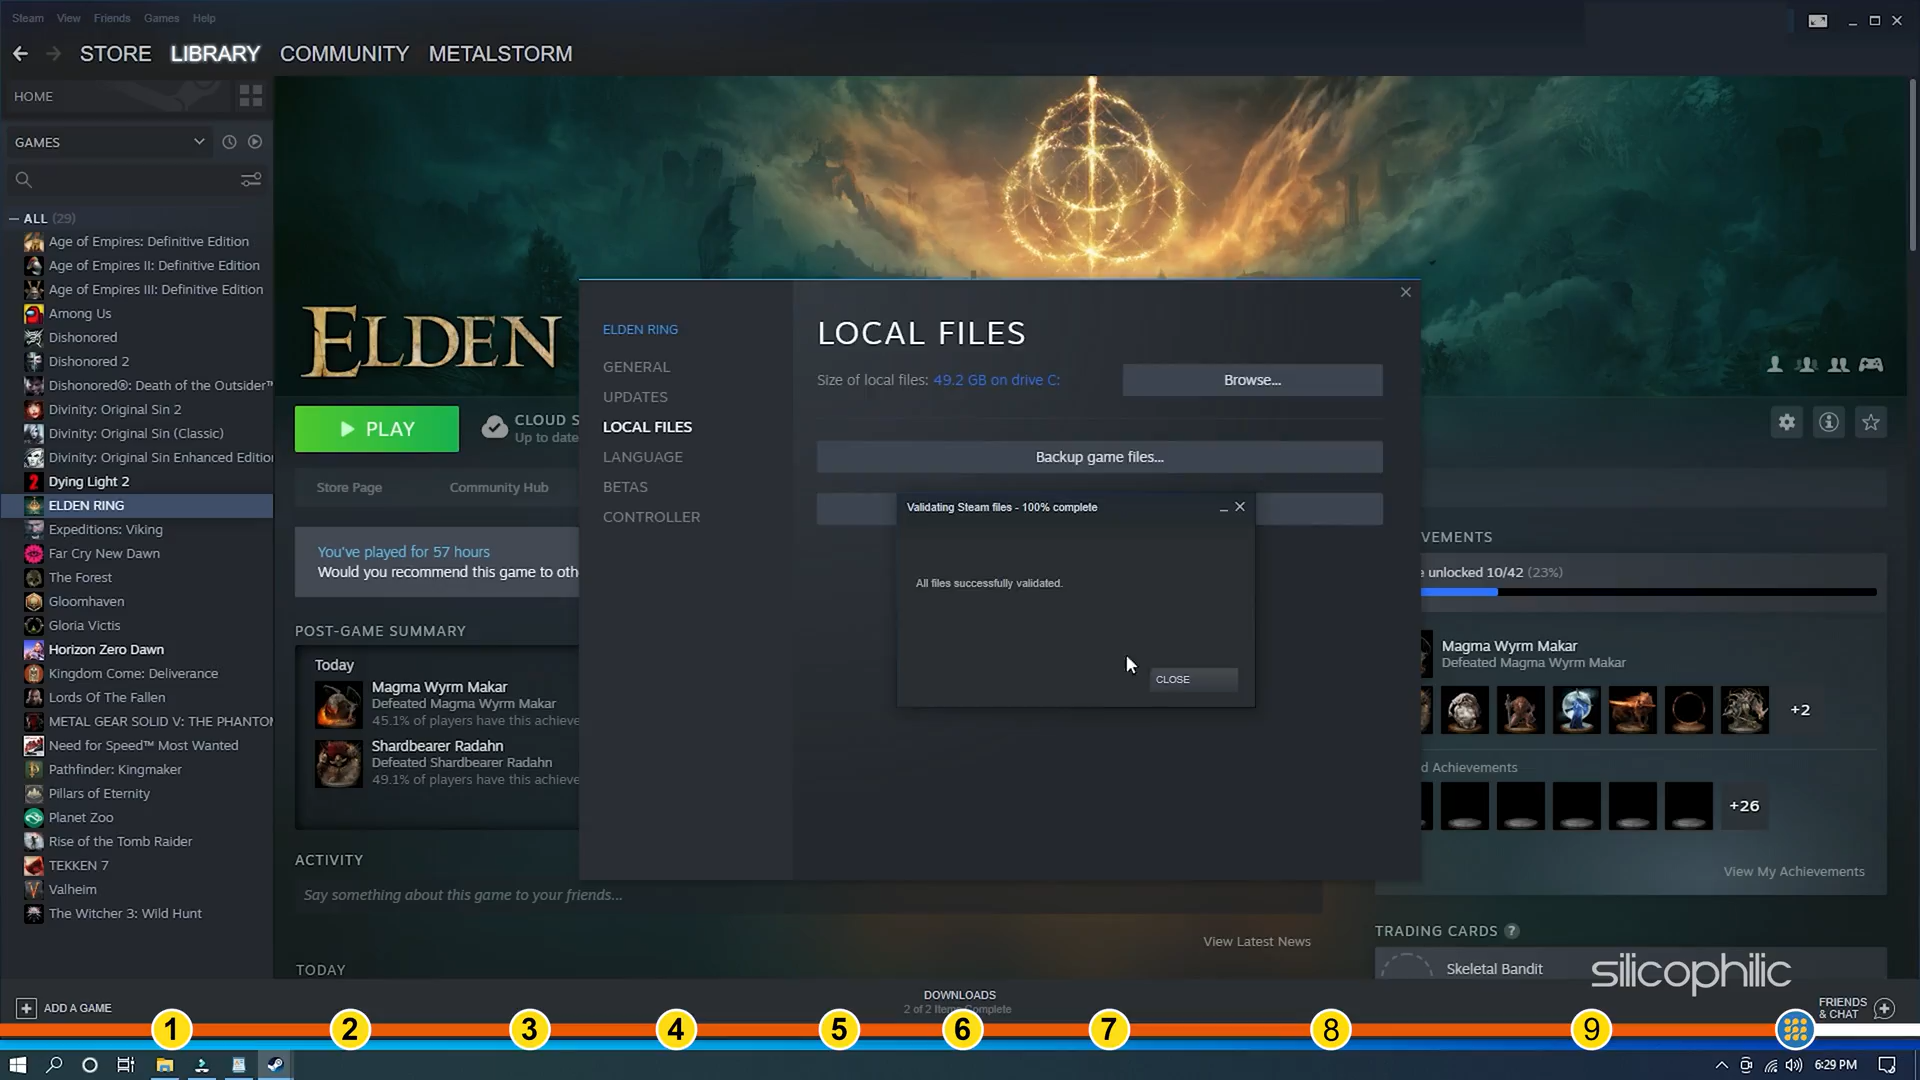 Steam View Friends Games Help
STORE LIBRARY COMMUNITY METALSTORM
HOME
GAMES
ALL (29)
Age of Empires: Definitive Edition
Age of Empires II: Definitive Edition
Age of Empires III: Definitive Edition
Among Us
Dishonored
Dishonored 2
Dishonored®: Death of the Outsider™
Divinity: Original Sin 2
Divinity: Original Sin (Classic)
Divinity: Original Sin Enhanced Edition
Dying Light 2
ELDEN RING
Expeditions: Viking
Far Cry New Dawn
The Forest
Gloomhaven
Gloria Victis
Horizon Zero Dawn
Kingdom Come: Deliverance
Lords Of The Fallen
METAL GEAR SOLID V: THE PHANTOM
Need for Speed™ Most Wanted
Pathfinder: Kingmaker
Pillars of Eternity
Planet Zoo
Rise of the Tomb Raider
TEKKEN 7
Valheim
The Witcher 3: Wild Hunt
ELDEN
PLAY
CLOUD S
Up to date
Store Page
Community Hub
You've played for 57 hours
Would you recommend this game to oth
POST-GAME SUMMARY
Today
Magma Wyrm Makar
Defeated Magma Wyrm Makar
45.1% of players have this achieve
Shardbearer Radahn
Defeated Shardbearer Radahn
49.1% of players have this achieve
ACTIVITY
Say something about this game to your friends...
View Latest News
TODAY
ELDEN RING
GENERAL
UPDATES
LOCAL FILES
LANGUAGE
BETAS
CONTROLLER
LOCAL FILES
Size of local files: 49.2 GB on drive C:
Browse...
Backup game files...
Validating Steam files - 100% complete
All files successfully validated.
CLOSE
VEMENTS
e unlocked 10/42 (23%)
Magma Wyrm Makar
Defeated Magma Wyrm Makar
+2
d Achievements
+26
View My Achievements
TRADING CARDS ?
Skeletal Bandit
silicophilic
ADD A GAME
DOWNLOADS
2 of 2 Items Complete
FRIENDS
& CHAT
1 2 3 4 5 6 7 8 9
6:29 PM